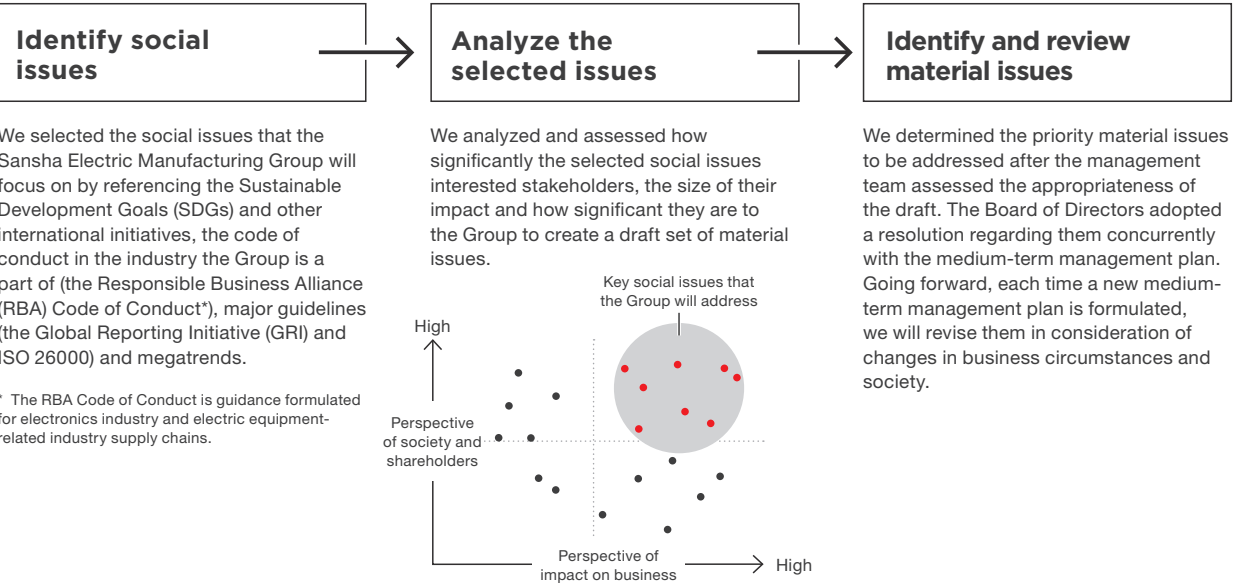 Identify social
issues
We selected the social issues that the
Sansha Electric Manufacturing Group will
focus on by referencing the Sustainable
Development Goals (SDGs) and other
international initiatives, the code of
conduct in the industry the Group is a
part of (the Responsible Business Alliance
(RBA) Code of Conduct*), major guidelines
(the Global Reporting Initiative (GRI) and
ISO 26000) and megatrends.
* The RBA Code of Conduct is guidance formulated
for electronics industry and electric equipment-
related industry supply chains.
Analyze the
selected issues
We analyzed and assessed how
significantly the selected social issues
interested stakeholders, the size of their
impact and how significant they are to
the Group to create a draft set of material
issues.
Key social issues that
the Group will address
High
Perspective
of society and
shareholders
Perspective of
impact on business
High
Identify and review
material issues
We determined the priority material issues
to be addressed after the management
team assessed the appropriateness of
the draft. The Board of Directors adopted
a resolution regarding them concurrently
with the medium-term management plan.
Going forward, each time a new medium-
term management plan is formulated,
we will revise them in consideration of
changes in business circumstances and
society.